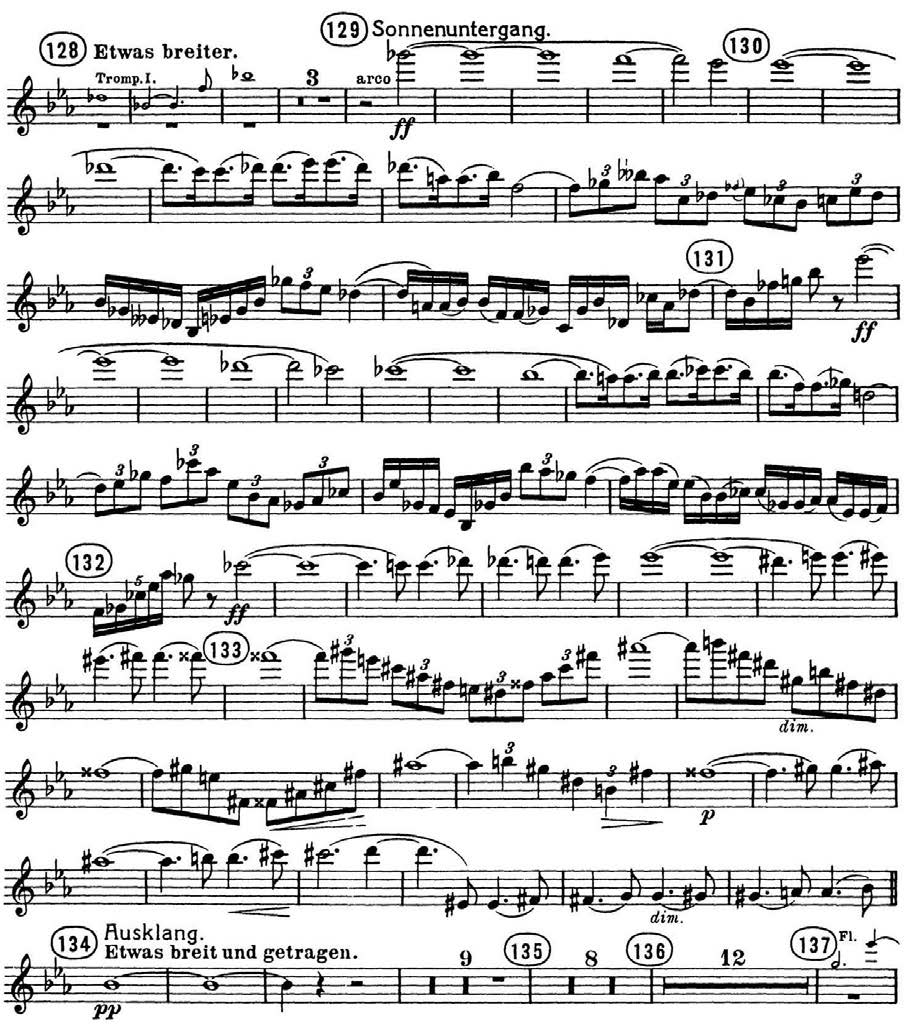 128 Etwas breiter. 129 Sonnenuntergang. 130
Tromp. I. 3 arco ff
3 3 3
3 131 ff
3 3 3 3 3
132 5 ff
133 3 3 3 dim.
3 p
dim.
134 Ausklang.
Etwas breit und getragen. 135 136 137 Fl.
pp 9 8 12